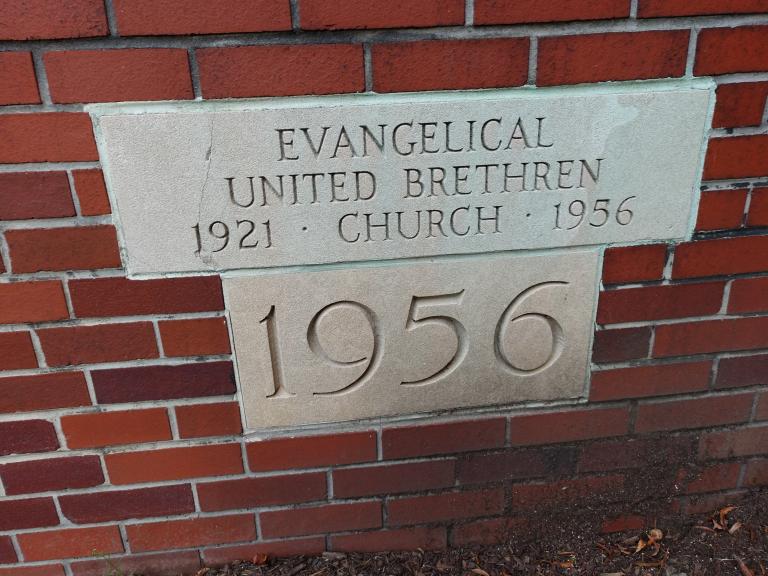 EVANGELICAL
UNITED BRETHREN
1921 · CHURCH · 1956
1956